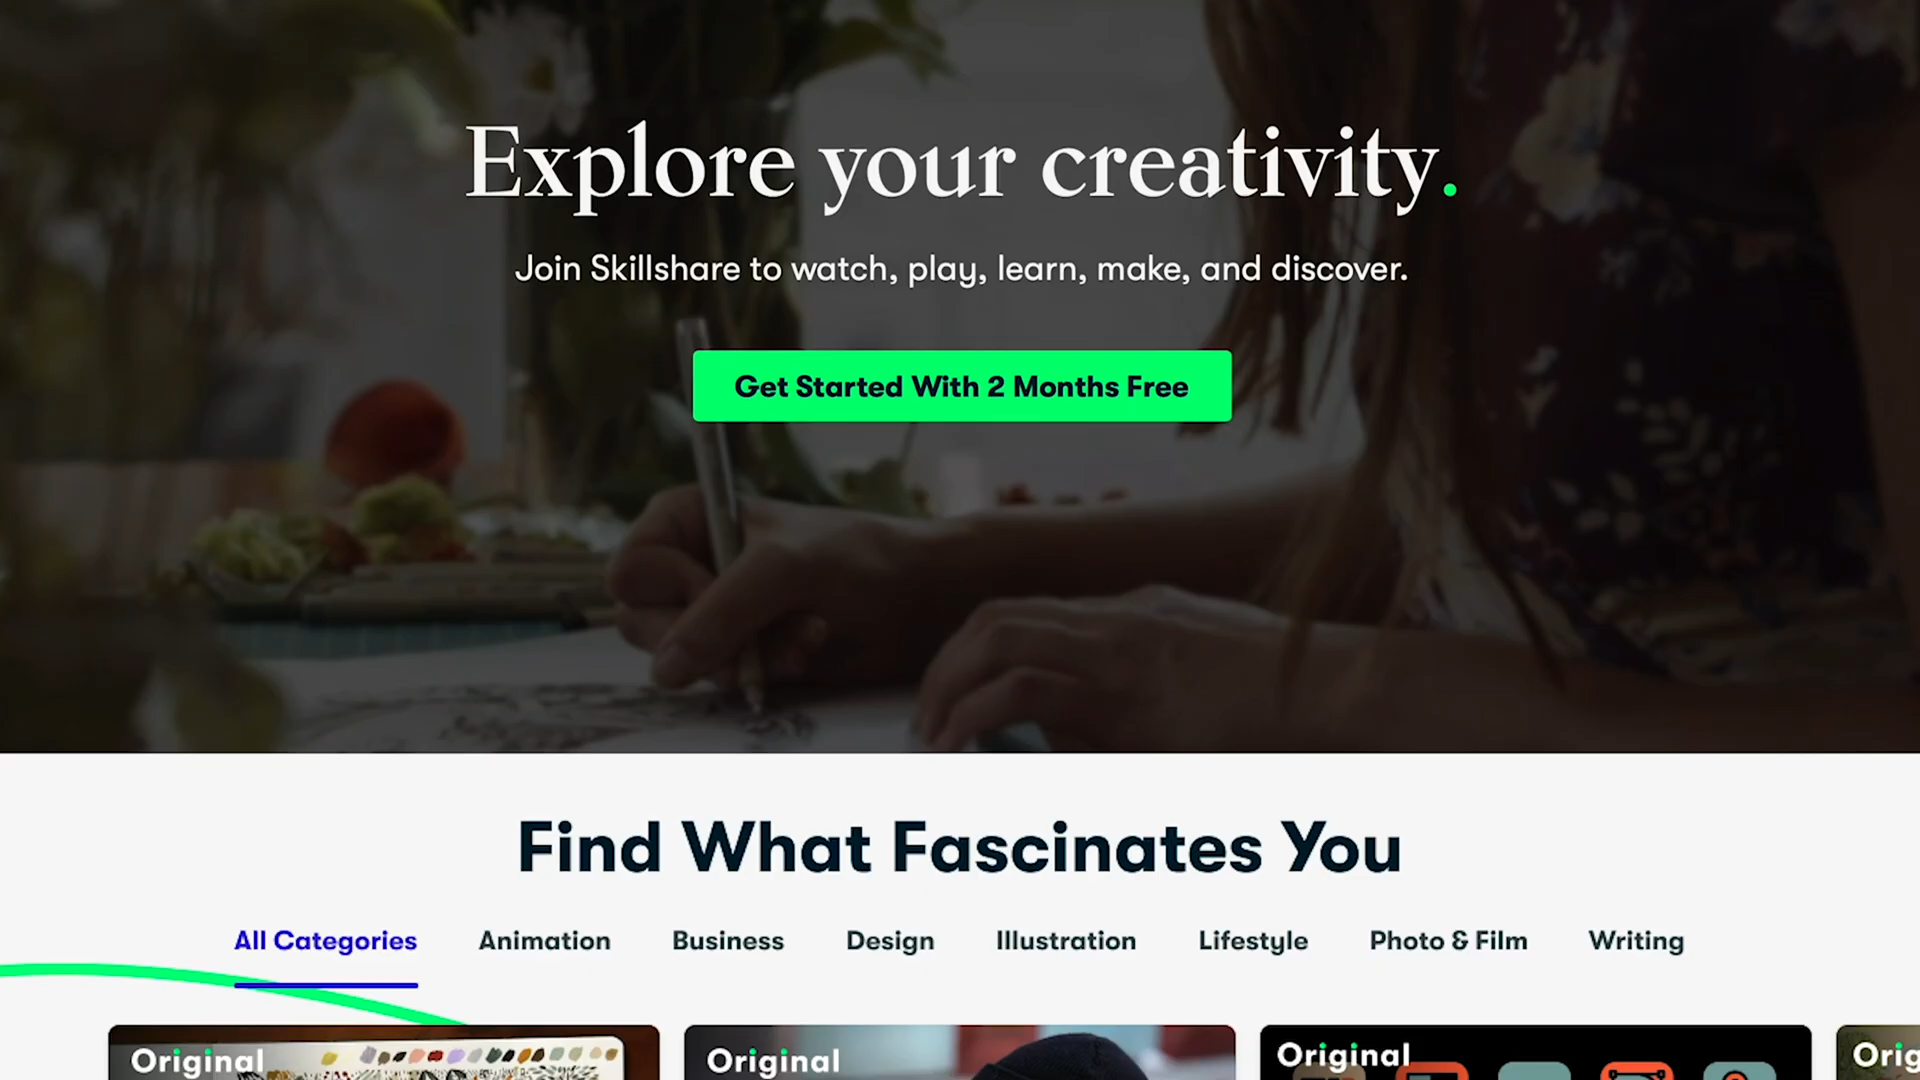 Explore your creativity.
Join Skillshare to watch, play, learn, make, and discover.
Get Started With 2 Months Free
Find What Fascinates You
All Categories Animation Business Design Illustration Lifestyle Photo & Film Writing
Original Original Original